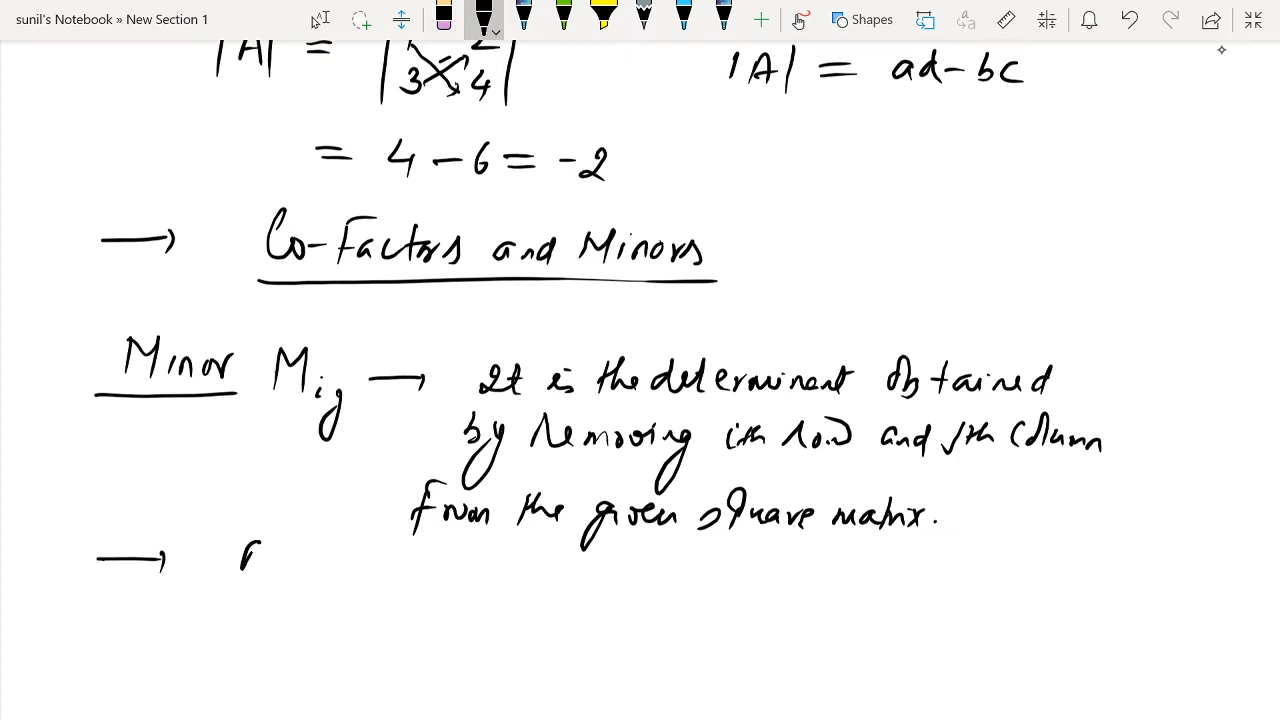 sunil's Notebook » New Section 1
Shapes
|A| = | 2
3 4 |
|A| = ad - bc
= 4 - 6 = -2
→ Co-Factors and Minors
Minor Mij → It is the determinant obtained
by removing ith row and jth column
from the given square matrix.
→